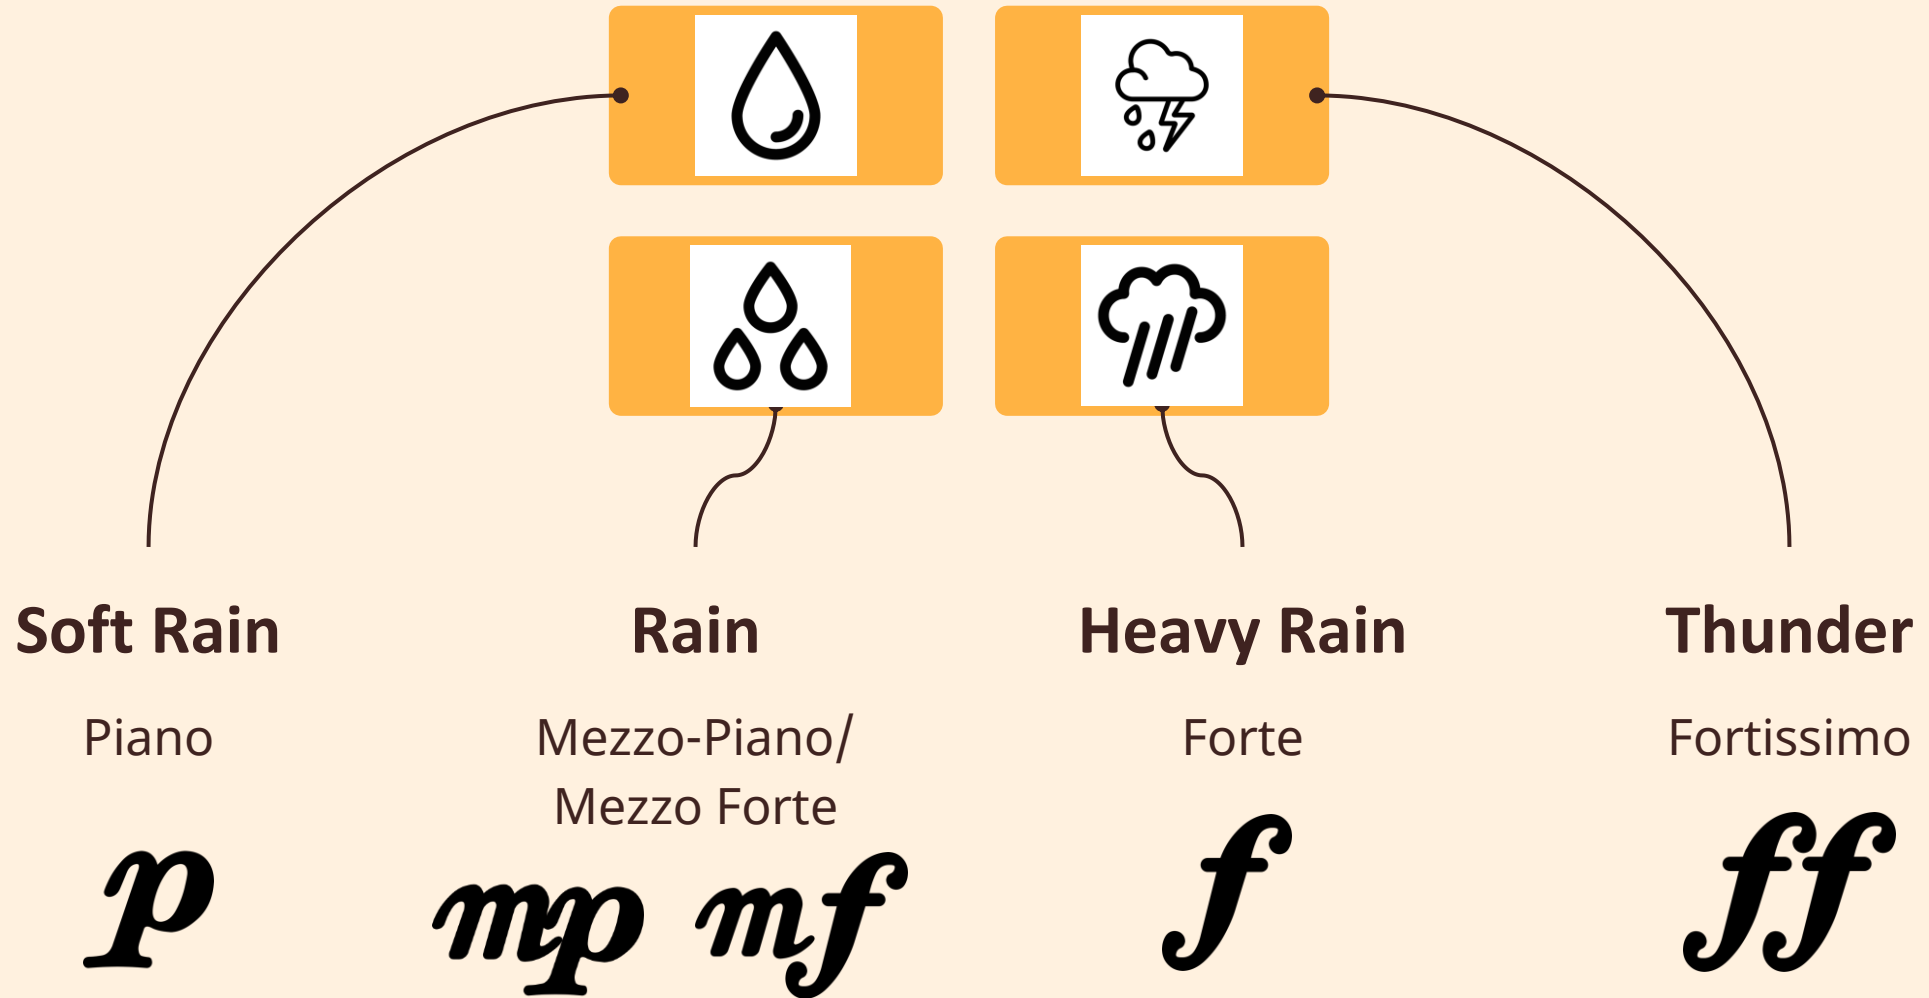 Soft Rain
Piano
p
Rain
Mezzo-Piano/
Mezzo Forte
mp mf
Heavy Rain
Forte
f
Thunder
Fortissimo
ff